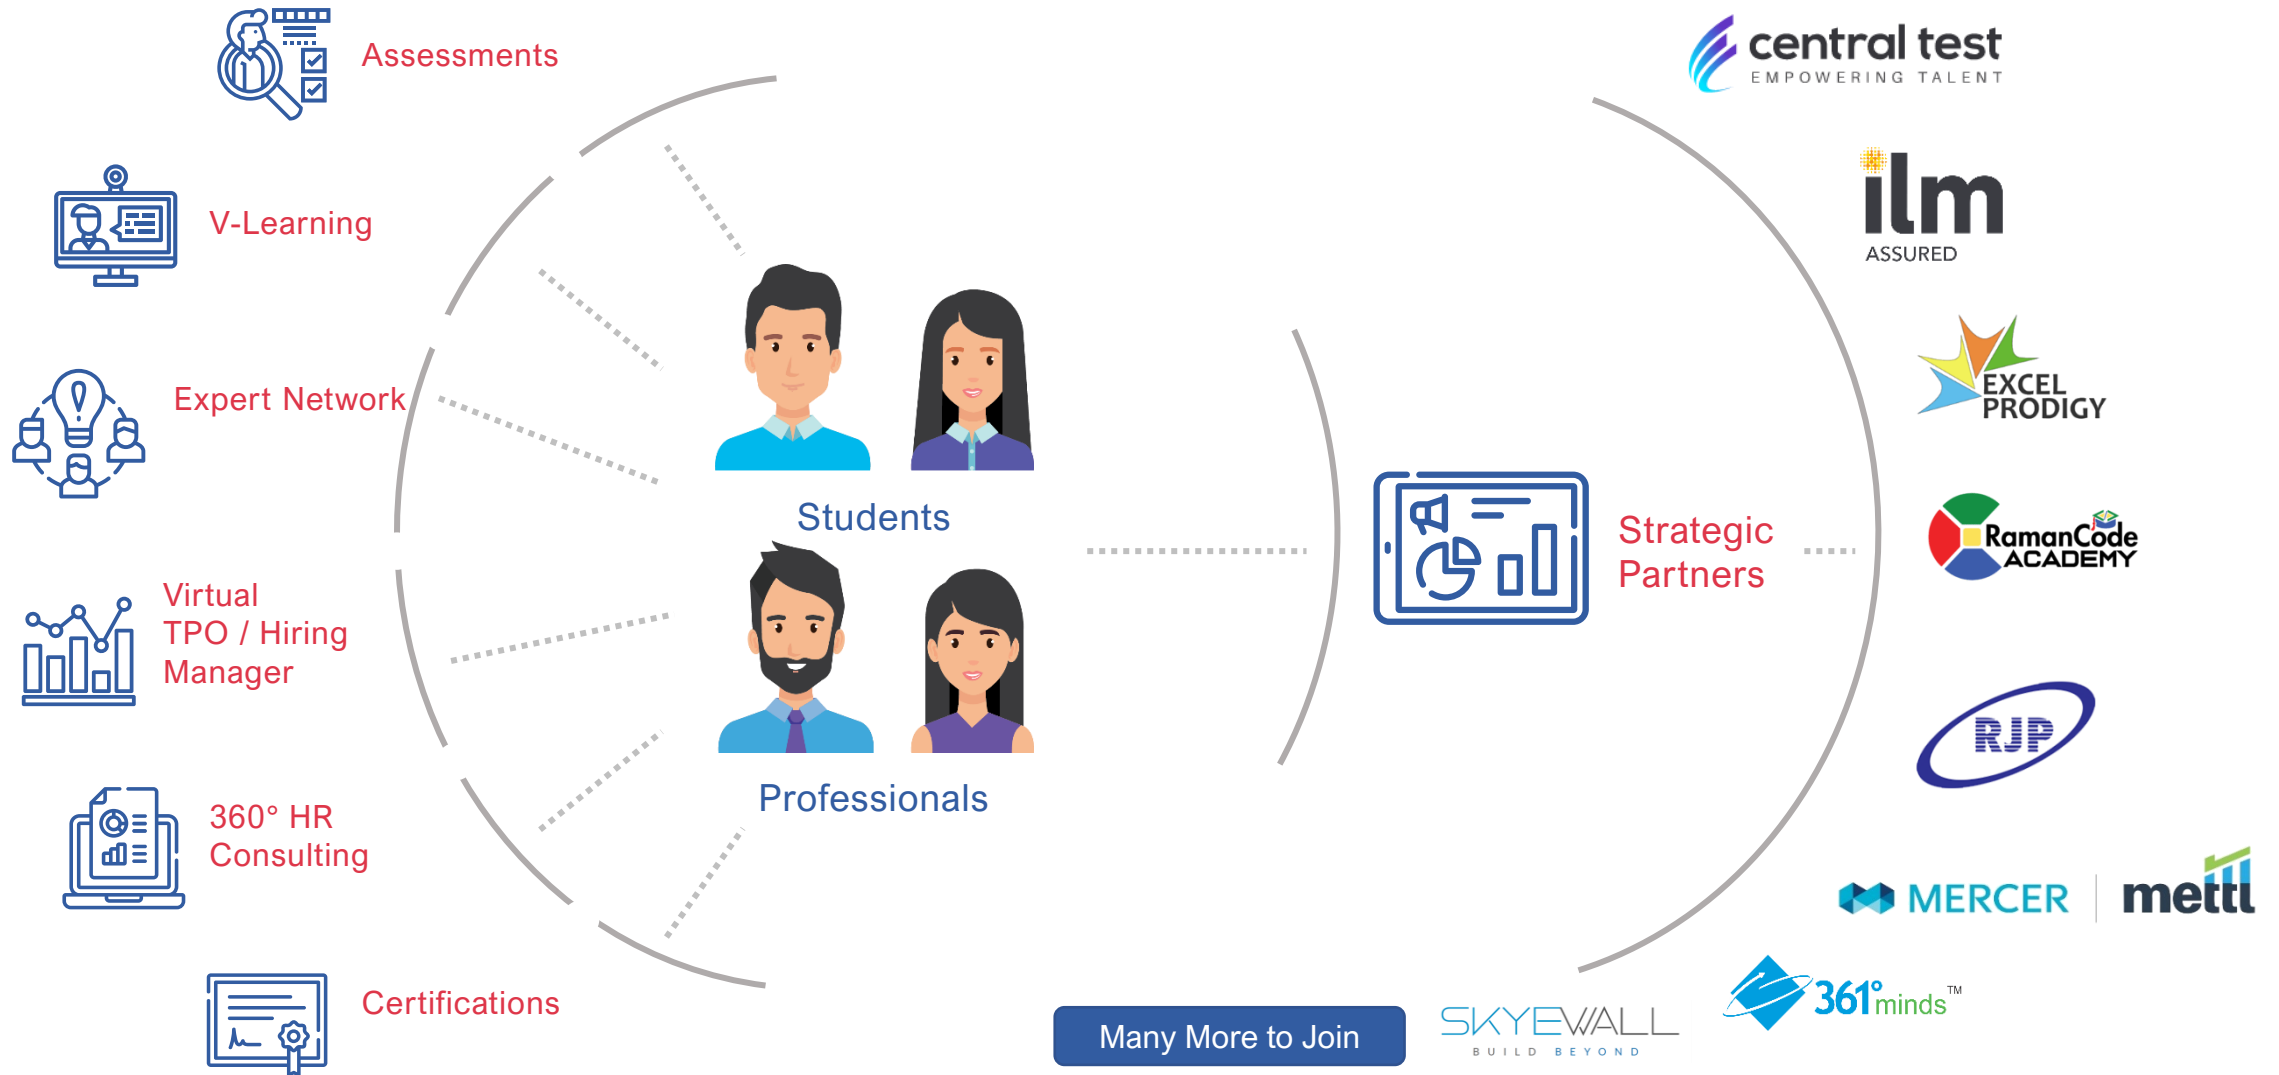 Assessments
V-Learning
Expert Network
Virtual
TPO / Hiring
Manager
360° HR
Consulting
Certifications
Students
Professionals
Strategic
Partners
central test
EMPOWERING TALENT
ilm
ASSURED
EXCEL
PRODIGY
RamanCode
ACADEMY
RJP
MERCER mettl
361°minds™
SKYEWALL
BUILD BEYOND
Many More to Join